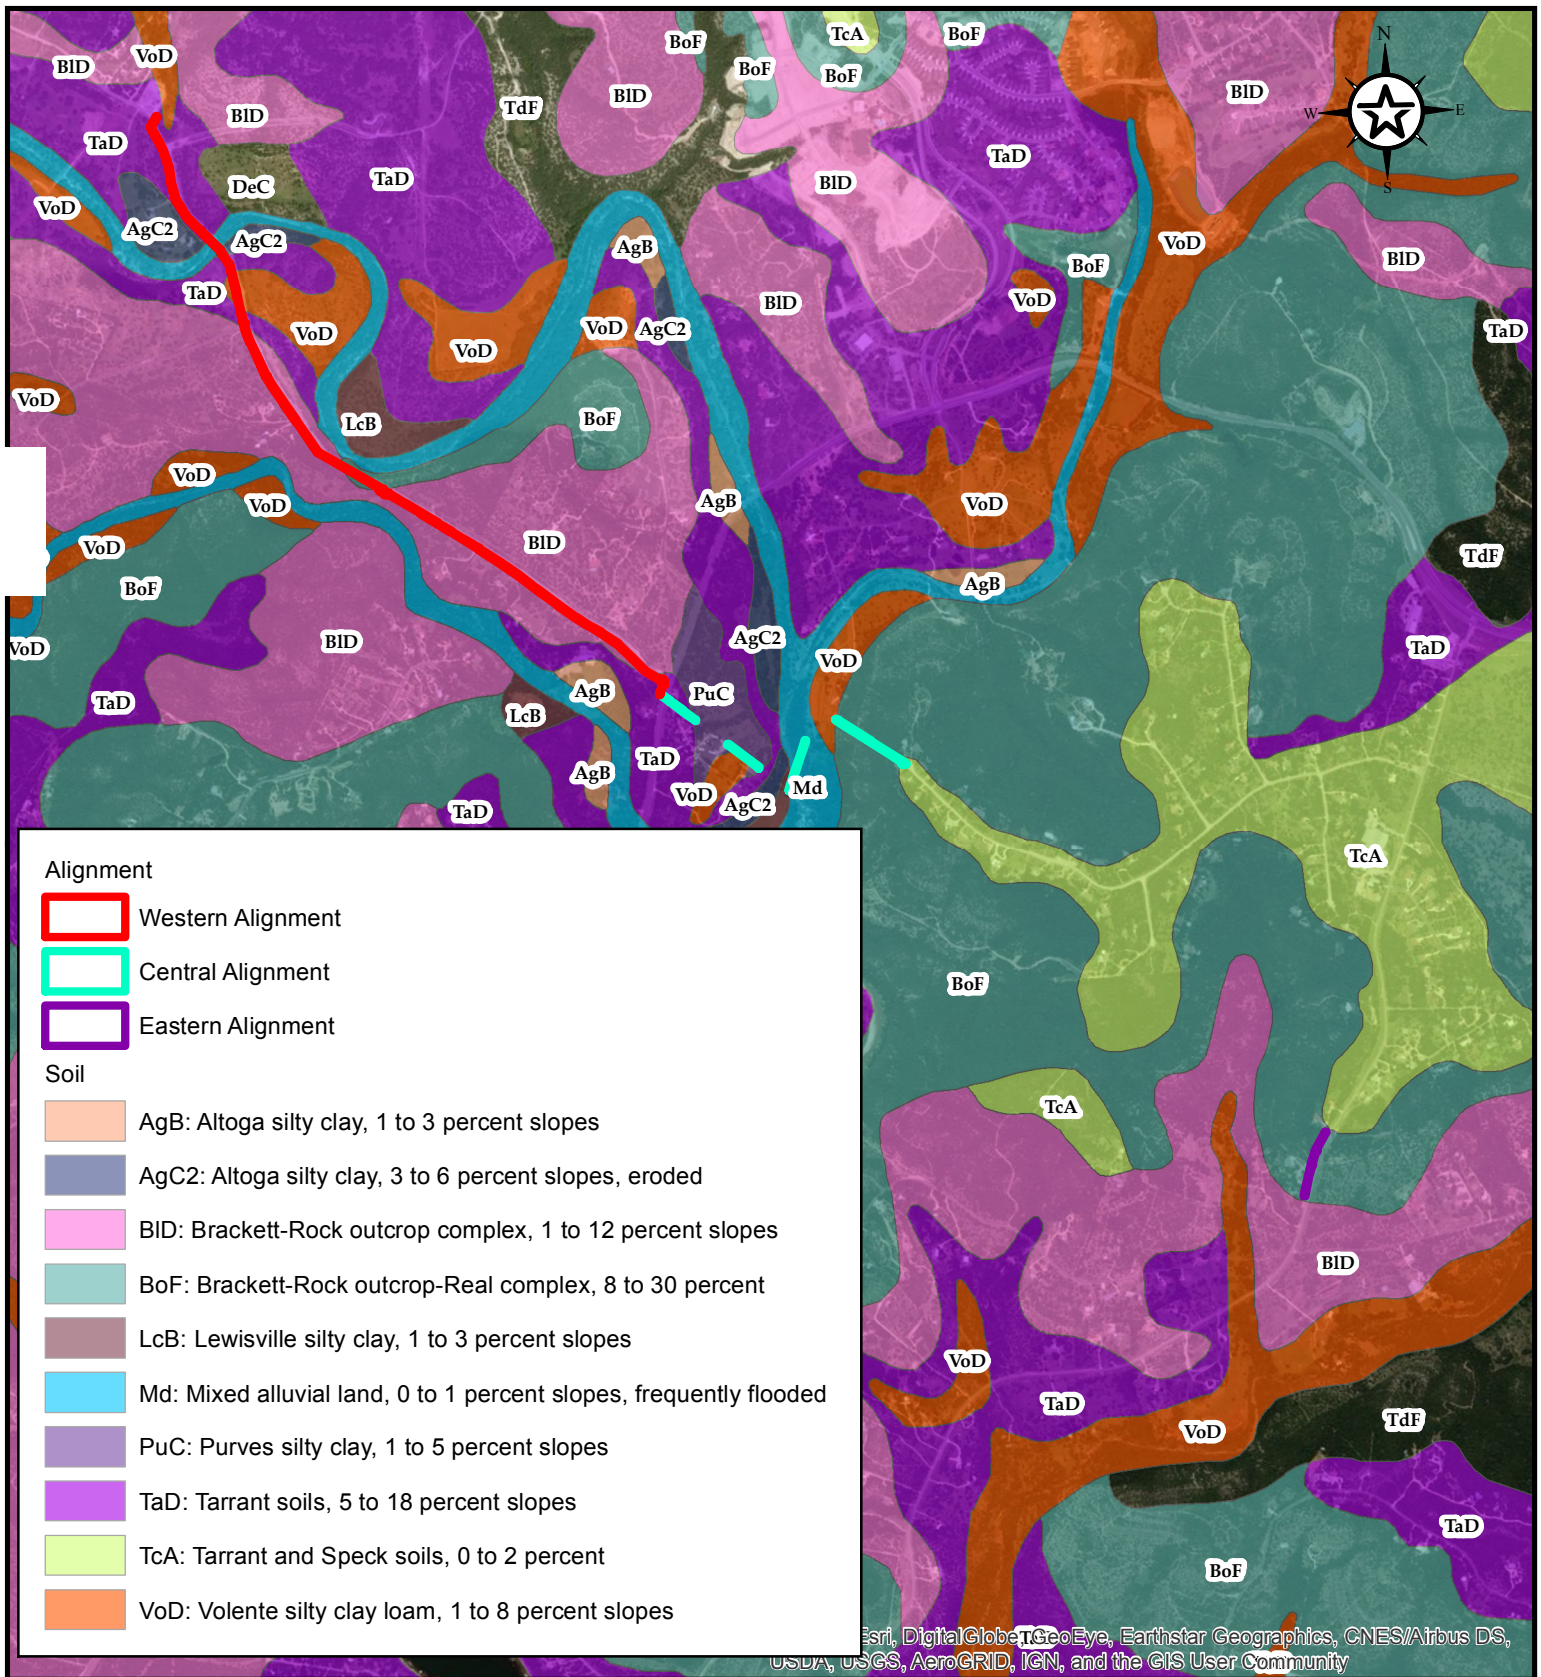 N
W
E
S
BlD
VoD
BlD
TaD
DeC
TaD
VoD
AgC2
AgC2
TaD
TdF
BoF
BlD
BoF
TcA
BoF
BoF
BlD
TaD
BlD
VoD
BoF
VoD
BlD
TaD
AgB
BlD
AgC2
VoD
VoD
VoD
VoD
LcB
BoF
VoD
VoD
VoD
BoF
VoD
BlD
AgB
VoD
AgB
TdF
TaD
BlD
AgC2
VoD
TaD
LcB
AgB
PuC
TaD
AgB
VoD
AgC2
Md
TaD
TcA
BoF
TcA
BlD
VoD
TaD
VoD
TdF
TaD
BoF
Alignment
Western Alignment
Central Alignment
Eastern Alignment
Soil
AgB: Altoga silty clay, 1 to 3 percent slopes
AgC2: Altoga silty clay, 3 to 6 percent slopes, eroded
BlD: Brackett-Rock outcrop complex, 1 to 12 percent slopes
BoF: Brackett-Rock outcrop-Real complex, 8 to 30 percent
LcB: Lewisville silty clay, 1 to 3 percent slopes
Md: Mixed alluvial land, 0 to 1 percent slopes, frequently flooded
PuC: Purves silty clay, 1 to 5 percent slopes
TaD: Tarrant soils, 5 to 18 percent slopes
TcA: Tarrant and Speck soils, 0 to 2 percent
VoD: Volente silty clay loam, 1 to 8 percent slopes
Esri, DigitalGlobe, GeoEye, Earthstar Geographics, CNES/Airbus DS,
USDA, USGS, AeroGRID, IGN, and the GIS User Community